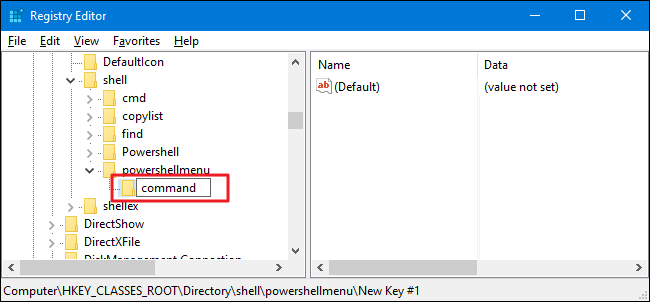 Registry Editor
File Edit View Favorites Help
DefaultIcon
shell
cmd
copylist
find
Powershell
powershellmenu
command
shellex
DirectShow
DirectXFile
DiskManagement.Connection
Name Data
ab (Default) (value not set)
Computer\HKEY_CLASSES_ROOT\Directory\shell\powershellmenu\New Key #1